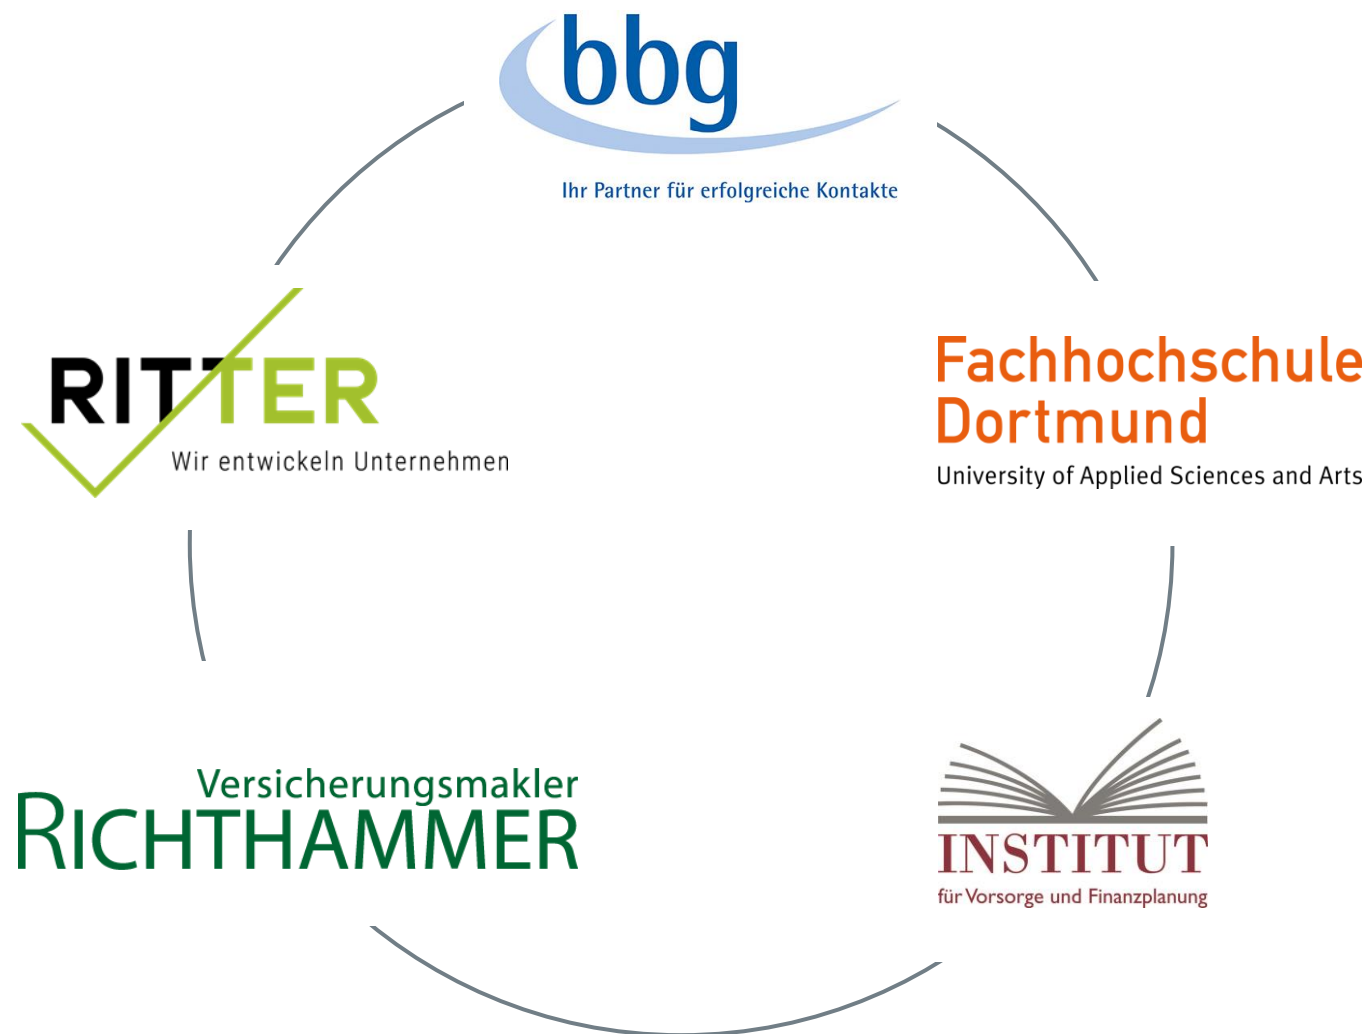 bbg
Ihr Partner für erfolgreiche Kontakte
RITTER
Wir entwickeln Unternehmen
Fachhochschule
Dortmund
University of Applied Sciences and Arts
Versicherungsmakler
RICHTHAMMER
INSTITUT
für Vorsorge und Finanzplanung